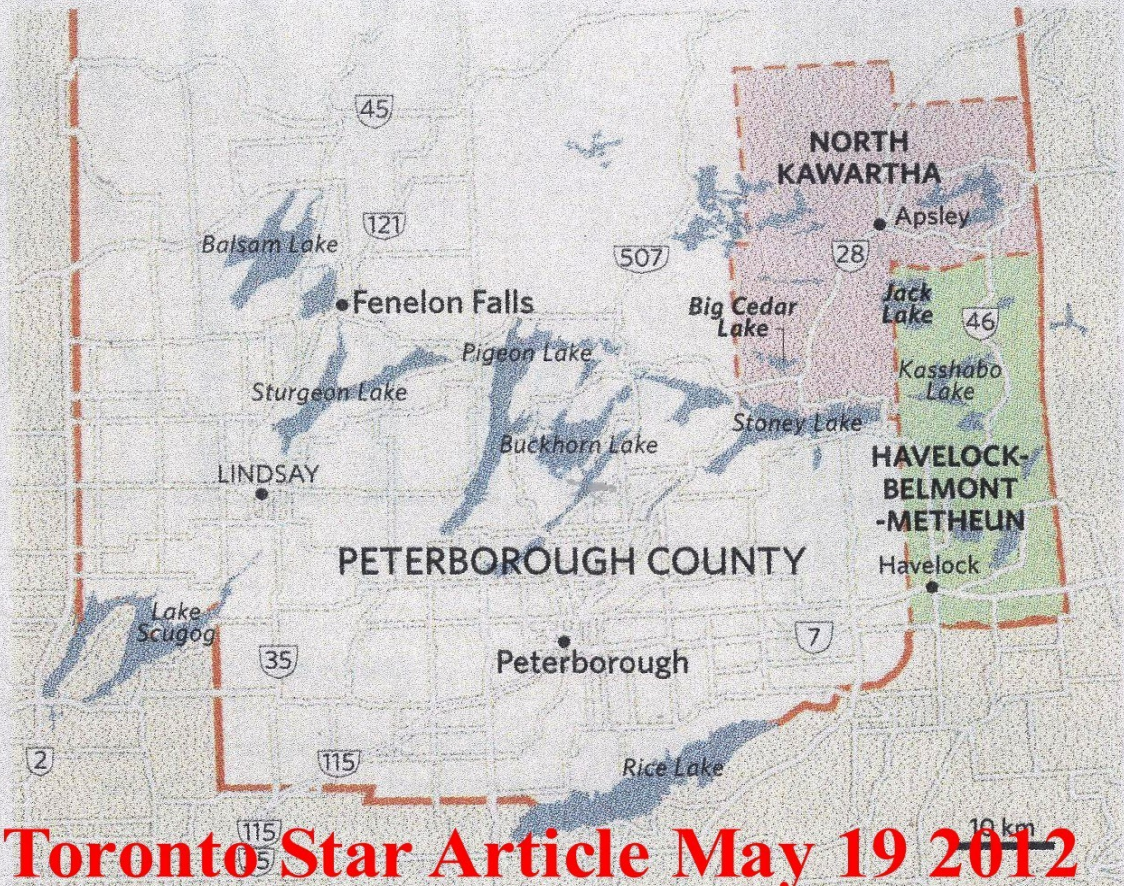 45
NORTH
KAWARTHA
Apsley
121
Balsam Lake
507
28
Fenelon Falls
Big Cedar
Lake
Jack
Lake
46
Pigeon Lake
Kasshabo
Lake
Sturgeon Lake
Stoney Lake
Buckhorn Lake
HAVELOCK-
BELMONT
-METHEUN
LINDSAY
PETERBOROUGH COUNTY
Havelock
Lake
Scugog
7
35
Peterborough
2
115
Rice Lake
115
35
10 km
Toronto Star Article May 19 2012